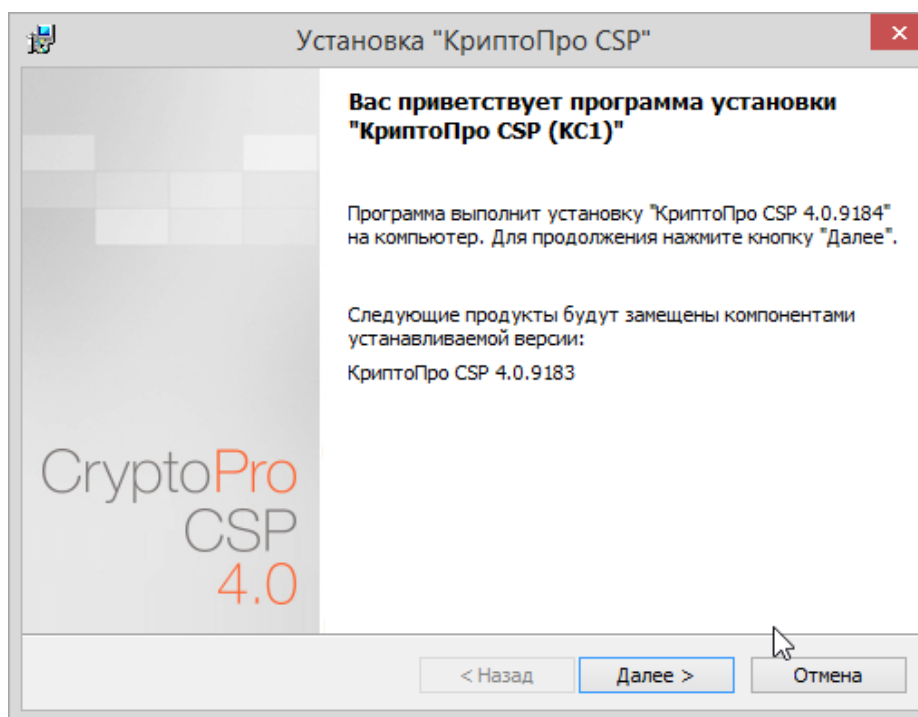 Установка "КриптоПро CSP"
Вас приветствует программа установки
"КриптоПро CSP (KC1)"
Программа выполнит установку "КриптоПро CSP 4.0.9184"
на компьютер. Для продолжения нажмите кнопку "Далее".
Следующие продукты будут замещены компонентами
устанавливаемой версии:
КриптоПро CSP 4.0.9183
CryptoPro
CSP
4.0
< Назад
Далее >
Отмена